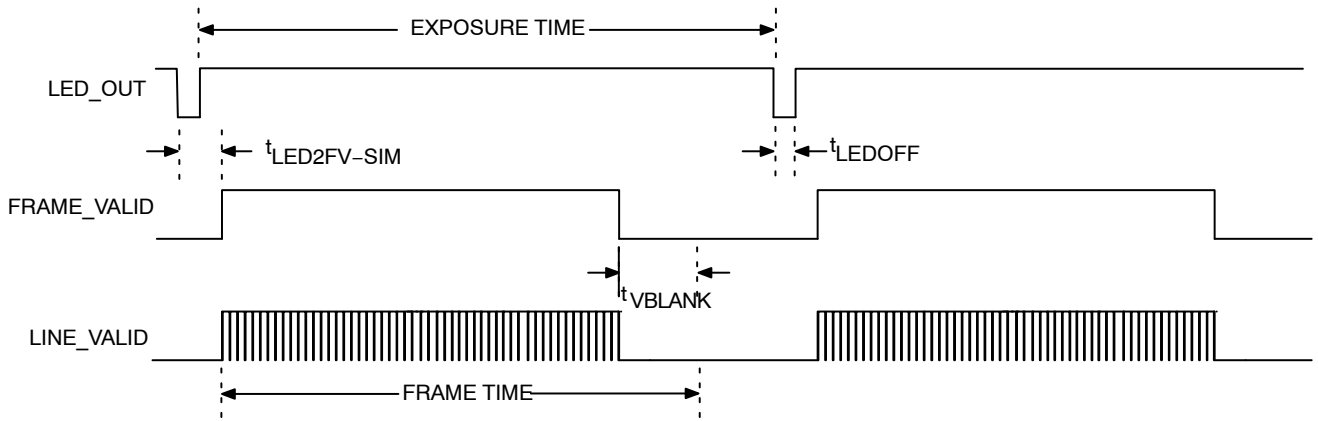 EXPOSURE TIME
LED_OUT
tLED2FV−SIM
tLEDOFF
FRAME_VALID
tVBLANK
LINE_VALID
FRAME TIME